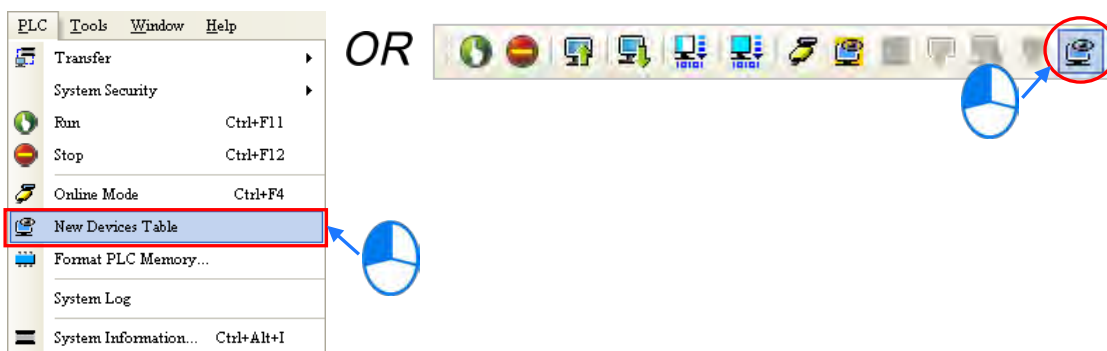 PLC Tools Window Help
Transfer
System Security
Run Ctrl+F11
Stop Ctrl+F12
Online Mode Ctrl+F4
New Devices Table
Format PLC Memory...
System Log
System Information... Ctrl+Alt+I
OR